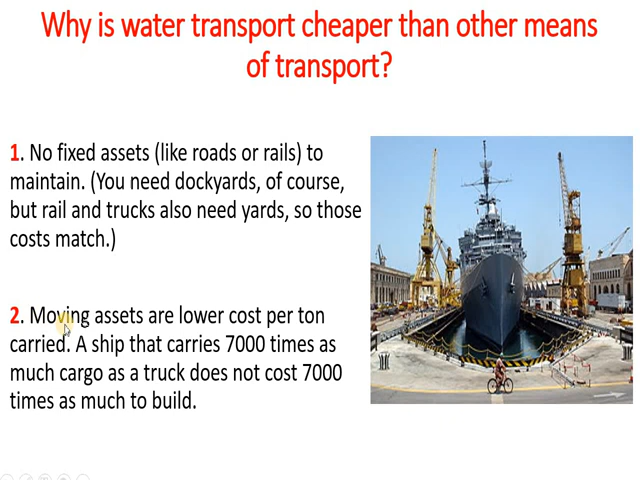 Why is water transport cheaper than other means
of transport?
1. No fixed assets (like roads or rails) to
maintain. (You need dockyards, of course,
but rail and trucks also need yards, so those
costs match.)
2. Moving assets are lower cost per ton
carried. A ship that carries 7000 times as
much cargo as a truck does not cost 7000
times as much to build.